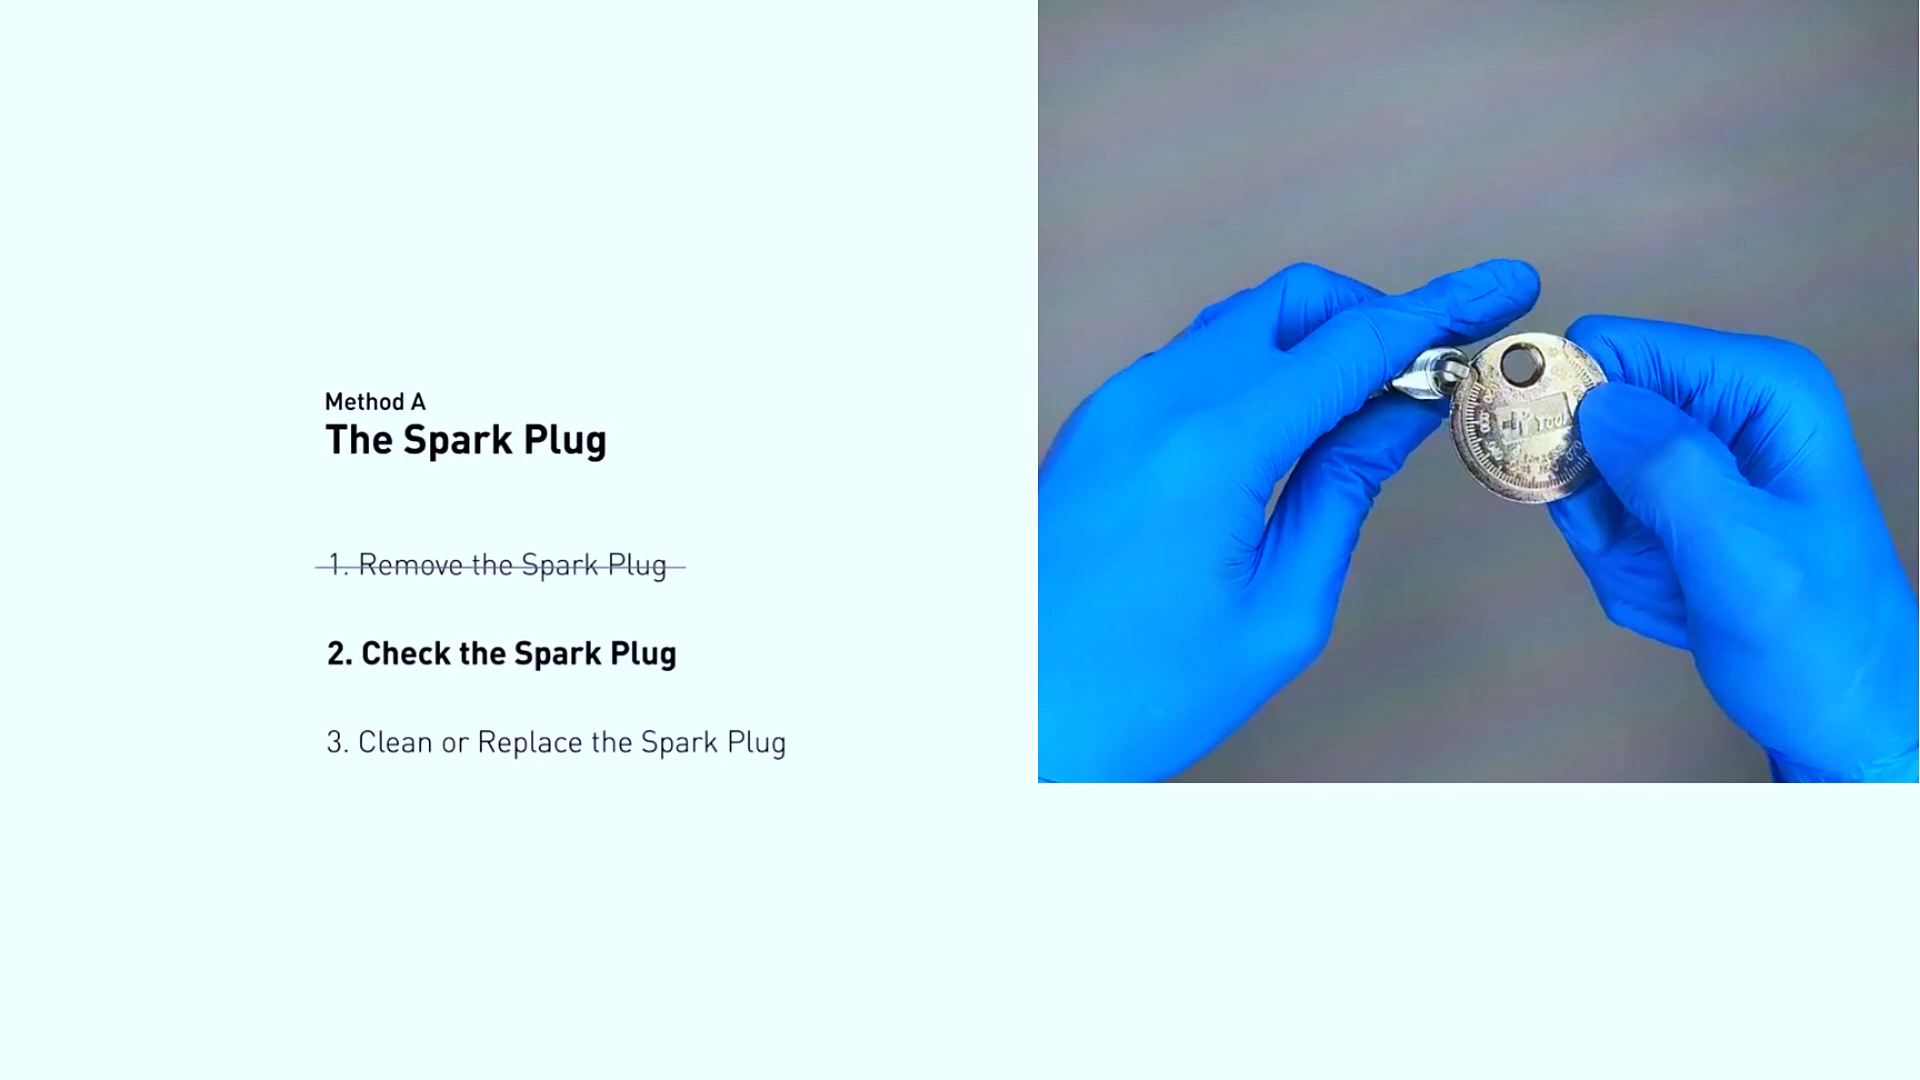 Method A
The Spark Plug
1. Remove the Spark Plug
2. Check the Spark Plug
3. Clean or Replace the Spark Plug
TOOL